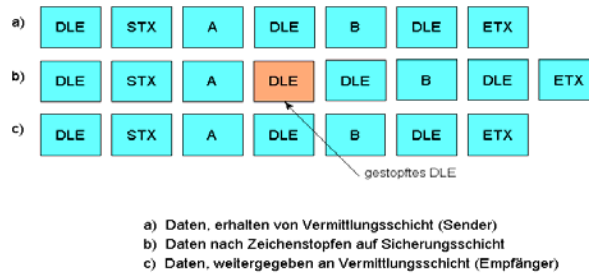 a) DLE STX A DLE B DLE ETX
b) DLE STX A DLE DLE B DLE ETX
c) DLE STX A DLE B DLE ETX
gestopftes DLE
a) Daten, erhalten von Vermittlungsschicht (Sender)
b) Daten nach Zeichenstopfen auf Sicherungsschicht
c) Daten, weitergegeben an Vermittlungsschicht (Empfänger)